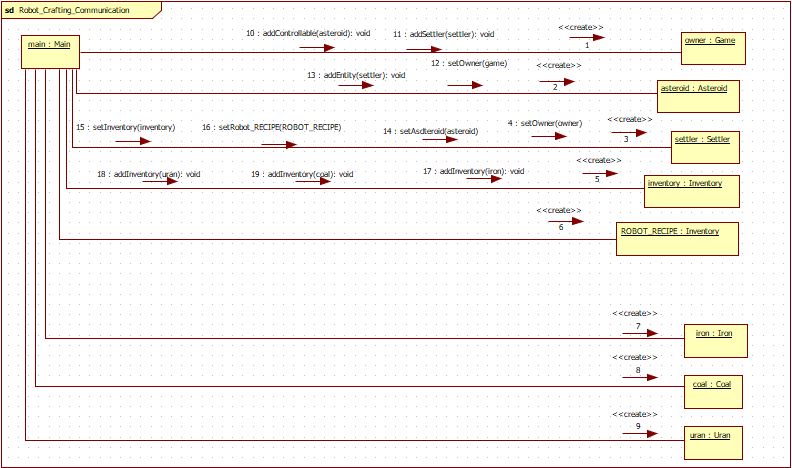 sd Robot_Crafting_Communication
<<create>>
10 : addControllable(asteroid): void
11 : addSettler(settler): void
main : Main
1
owner : Game
12 : setOwner(game)
<<create>>
13 : addEntity(settler): void
2
asteroid : Asteroid
<<create>>
15 : setInventory(inventory)
16 : setRobot_RECIPE(ROBOT_RECIPE)
14 : setAsdteroid(asteroid)
4 : setOwner(owner)
3
settler : Settler
<<create>>
18 : addInventory(uran): void
19 : addInventory(coal): void
17 : addInventory(iron): void
5
inventory : Inventory
<<create>>
6
ROBOT_RECIPE : Inventory
<<create>>
7
iron : Iron
<<create>>
8
coal : Coal
<<create>>
9
uran : Uran